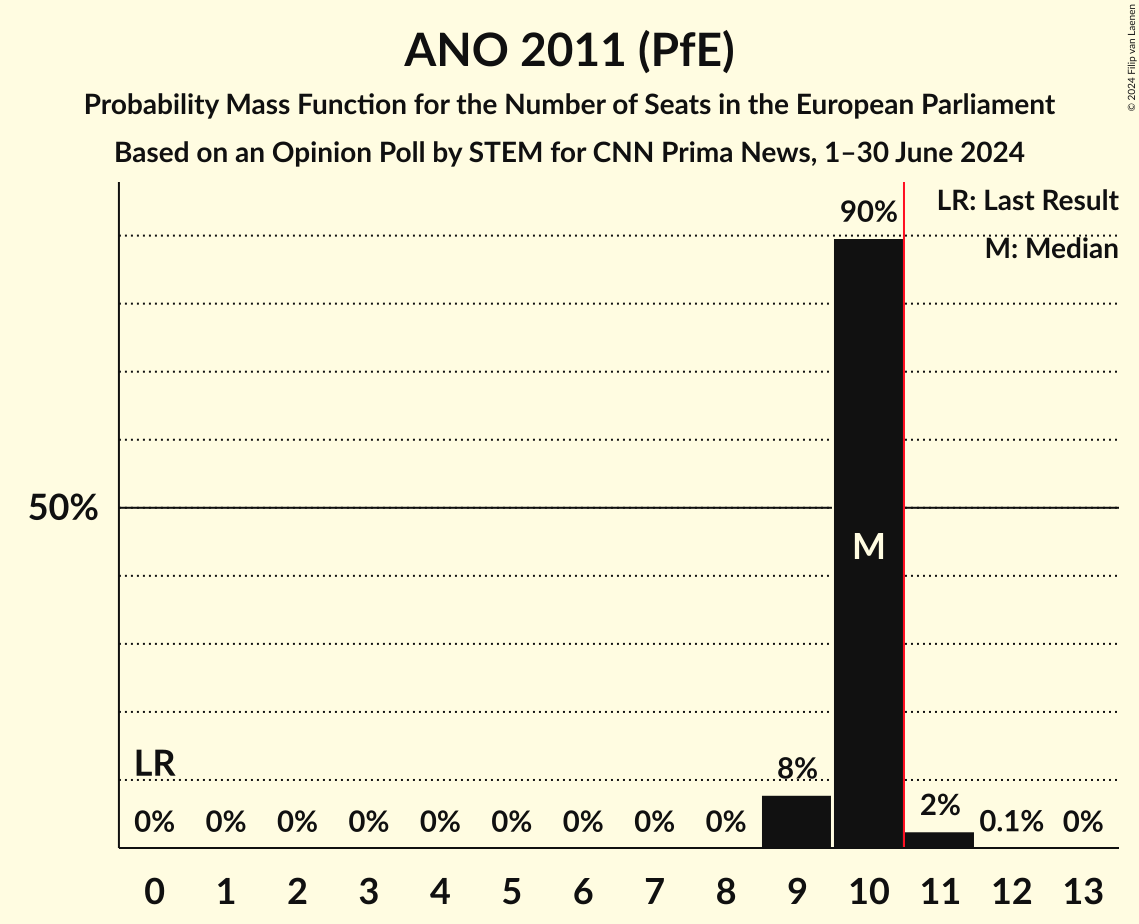 ANO 2011 (PfE)
Probability Mass Function for the Number of Seats in the European Parliament
Based on an Opinion Poll by STEM for CNN Prima News, 1–30 June 2024
© 2024 Filip van Laenen
LR: Last Result
M: Median
90%
50%
M
LR
8%
2%
0% 0% 0% 0% 0% 0% 0% 0% 0% 0.1% 0%
0 1 2 3 4 5 6 7 8 9 10 11 12 13